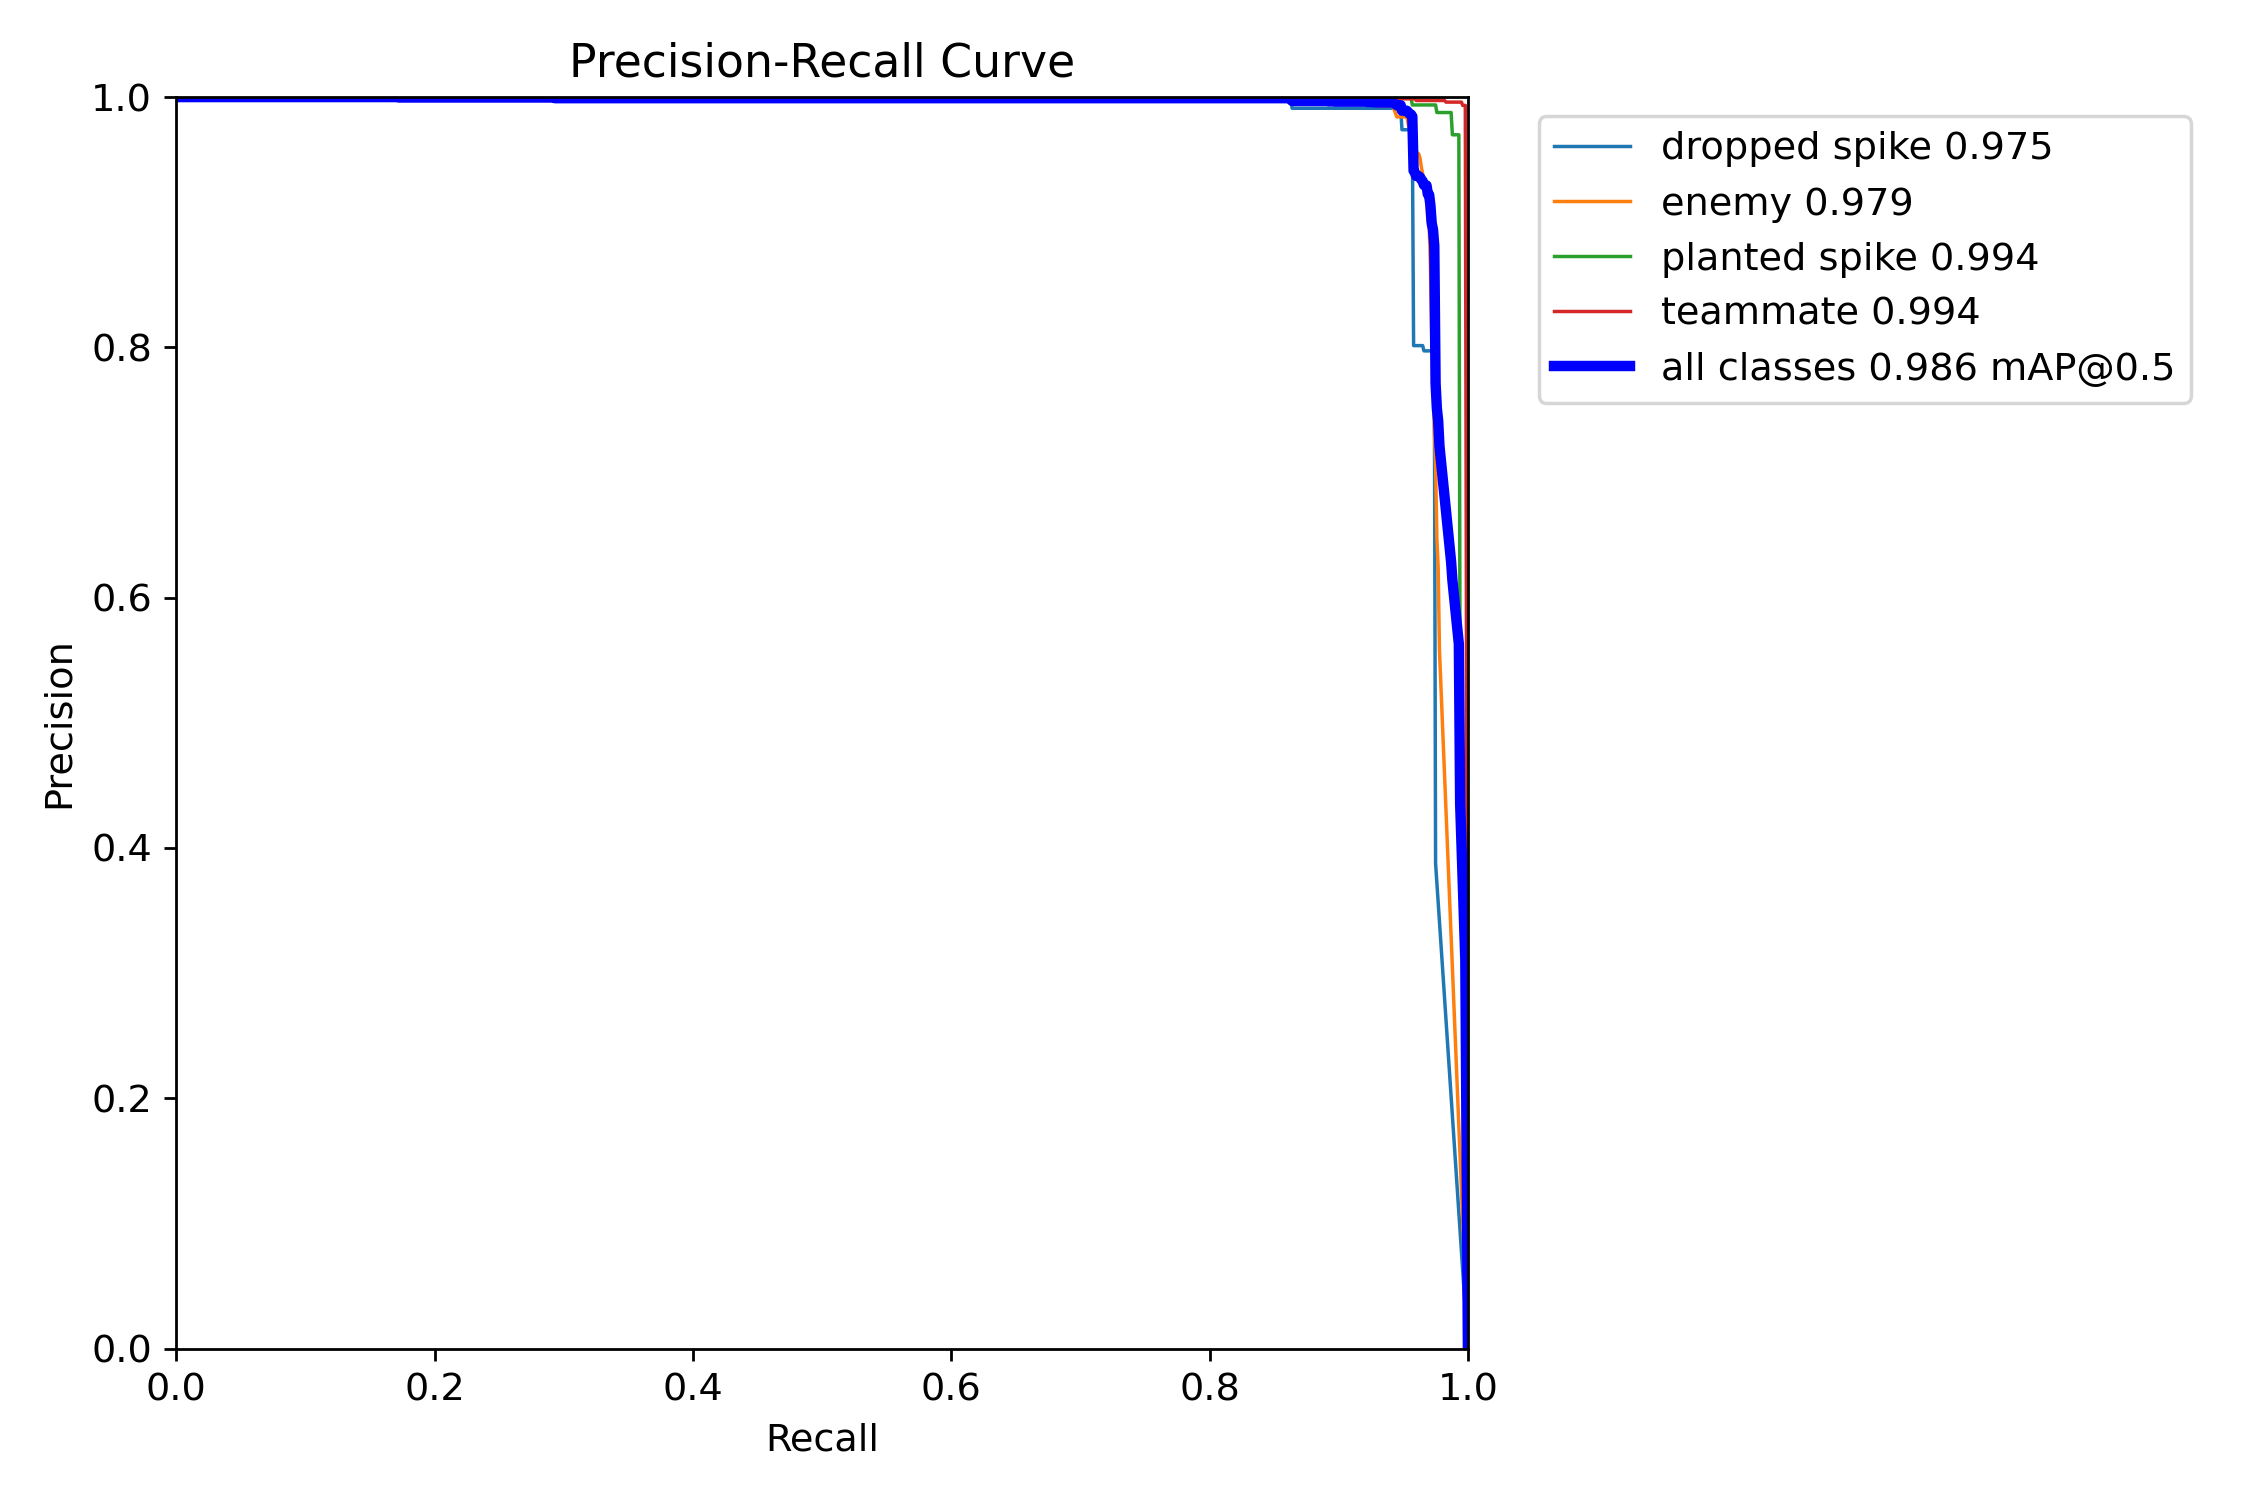 Precision-Recall Curve
1.0
0.8
0.6
0.4
0.2
0.0
Precision
0.0 0.2 0.4 0.6 0.8 1.0
Recall
dropped spike 0.975
enemy 0.979
planted spike 0.994
teammate 0.994
all classes 0.986 mAP@0.5